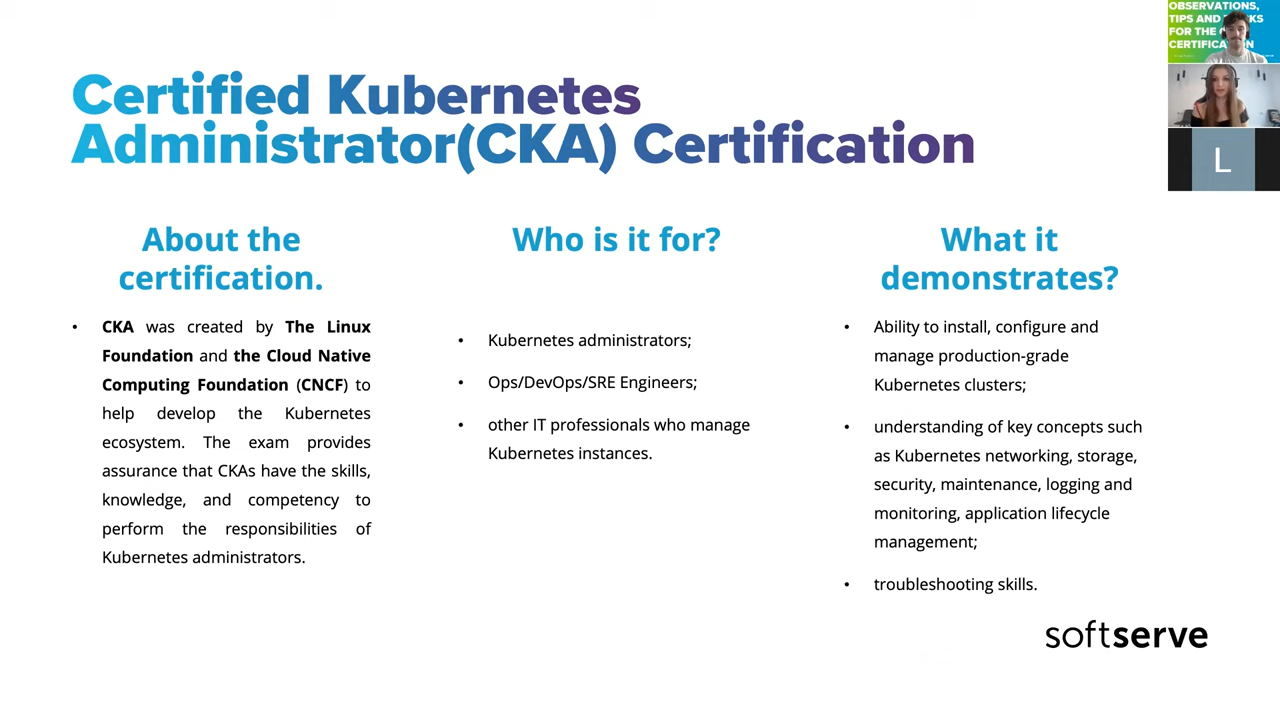 OBSERVATIONS,
TIPS AND
FOR THE
Certified Kubernetes
Administrator(CKA) Certification
L
About the
certification.
• CKA was created by The Linux
Foundation and the Cloud Native
Computing Foundation (CNCF) to
help develop the Kubernetes
ecosystem. The exam provides
assurance that CKAs have the skills,
knowledge, and competency to
perform the responsibilities of
Kubernetes administrators.
Who is it for?
• Kubernetes administrators;
• Ops/DevOps/SRE Engineers;
• other IT professionals who manage
Kubernetes instances.
What it
demonstrates?
• Ability to install, configure and
manage production-grade
Kubernetes clusters;
• understanding of key concepts such
as Kubernetes networking, storage,
security, maintenance, logging and
monitoring, application lifecycle
management;
• troubleshooting skills.
softserve